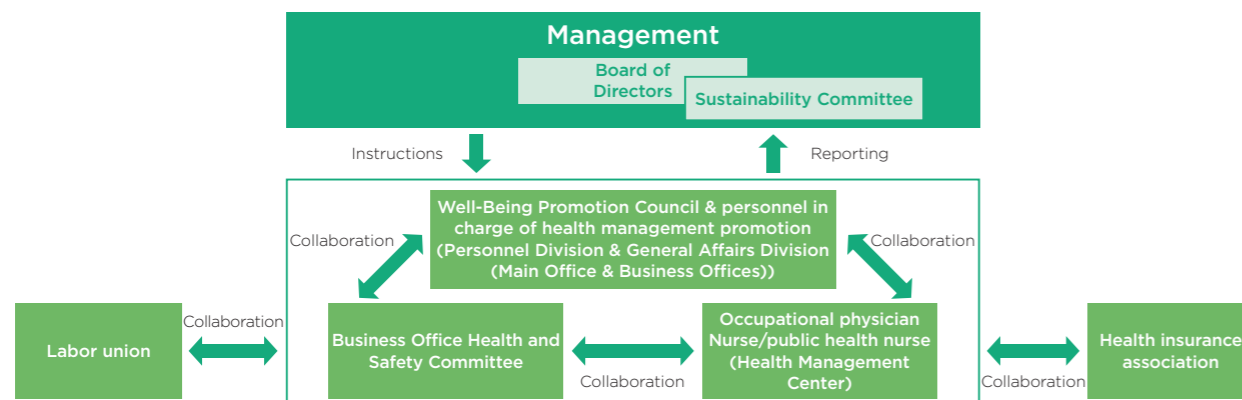 Management
Board of
Directors
Sustainability Committee
Instructions
Reporting
Well-Being Promotion Council & personnel in
charge of health management promotion
(Personnel Division & General Affairs Division
(Main Office & Business Offices))
Collaboration
Collaboration
Labor union
Collaboration
Business Office Health and
Safety Committee
Collaboration
Occupational physician
Nurse/public health nurse
(Health Management
Center)
Collaboration
Health insurance
association